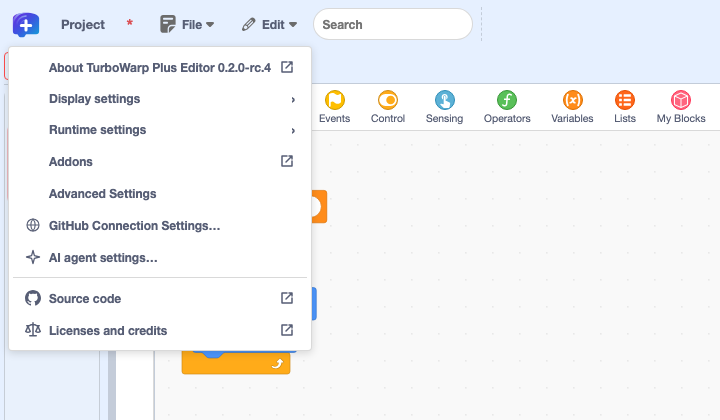 Project *
File
Edit
Search
About TurboWarp Plus Editor 0.2.0-rc.4
Display settings
Runtime settings
Addons
Advanced Settings
GitHub Connection Settings...
AI agent settings...
Source code
Licenses and credits
Events
Control
Sensing
Operators
Variables
Lists
My Blocks